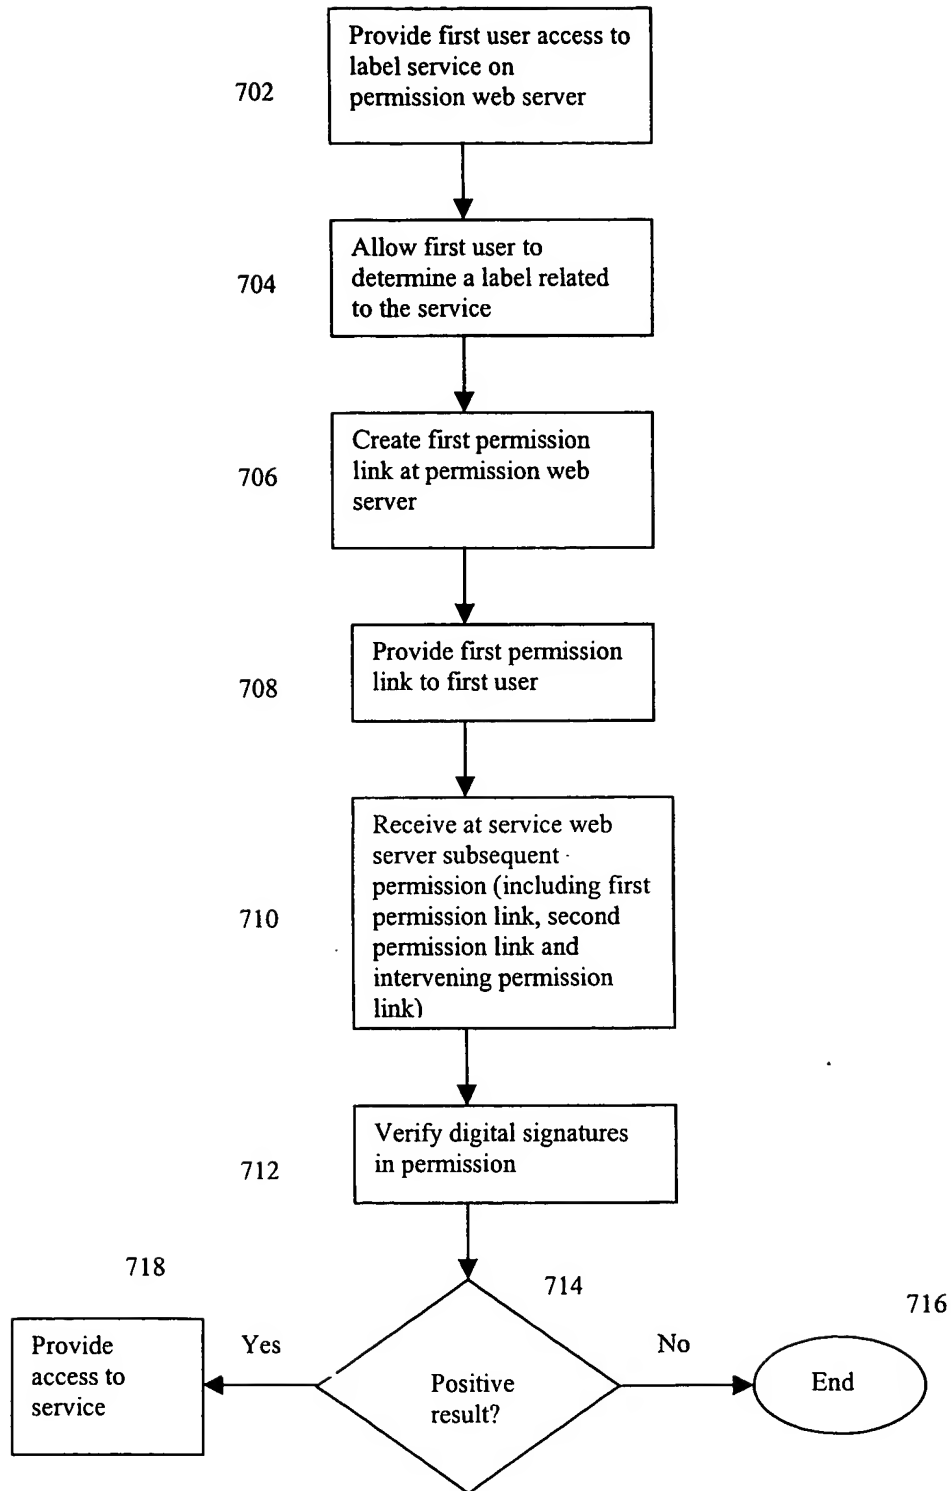 Provide first user access to
label service on
permission web server
702
Allow first user to
determine a label related
to the service
704
Create first permission
link at permission web
server
706
Provide first permission
link to first user
708
Receive at service web
server subsequent
permission (including first
permission link, second
permission link and
intervening permission
link)
710
Verify digital signatures
in permission
712
718
714
716
Provide
access to
service
Yes
Positive
result?
No
End